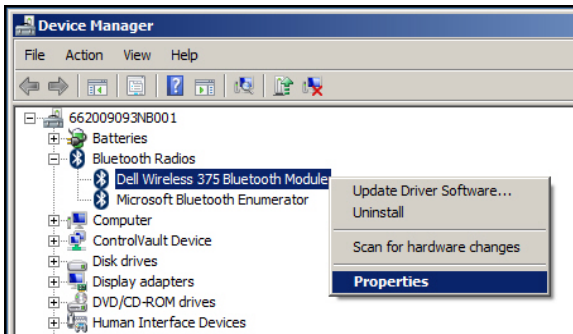 Device Manager
File Action View Help
662009093NB001
Batteries
Bluetooth Radios
Dell Wireless 375 Bluetooth Module
Microsoft Bluetooth Enumerator
Computer
ControlVault Device
Disk drives
Display adapters
DVD/CD-ROM drives
Human Interface Devices
Update Driver Software...
Uninstall
Scan for hardware changes
Properties